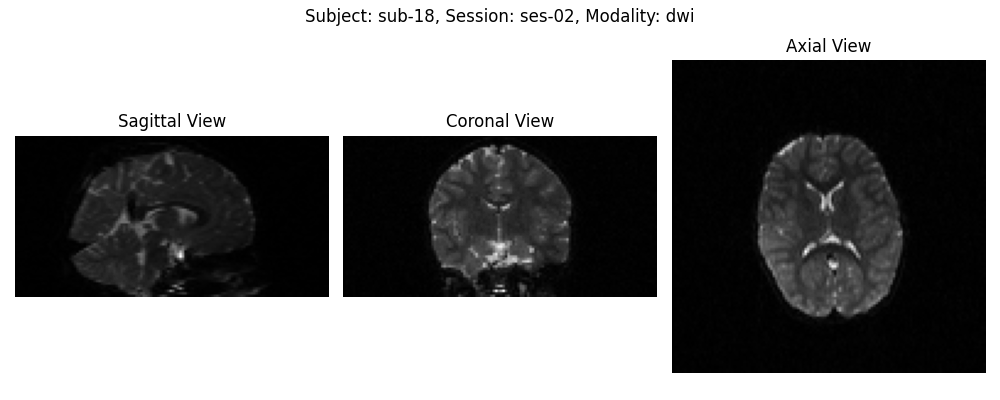 Subject: sub-18, Session: ses-02, Modality: dwi
Axial View
Sagittal View
Coronal View